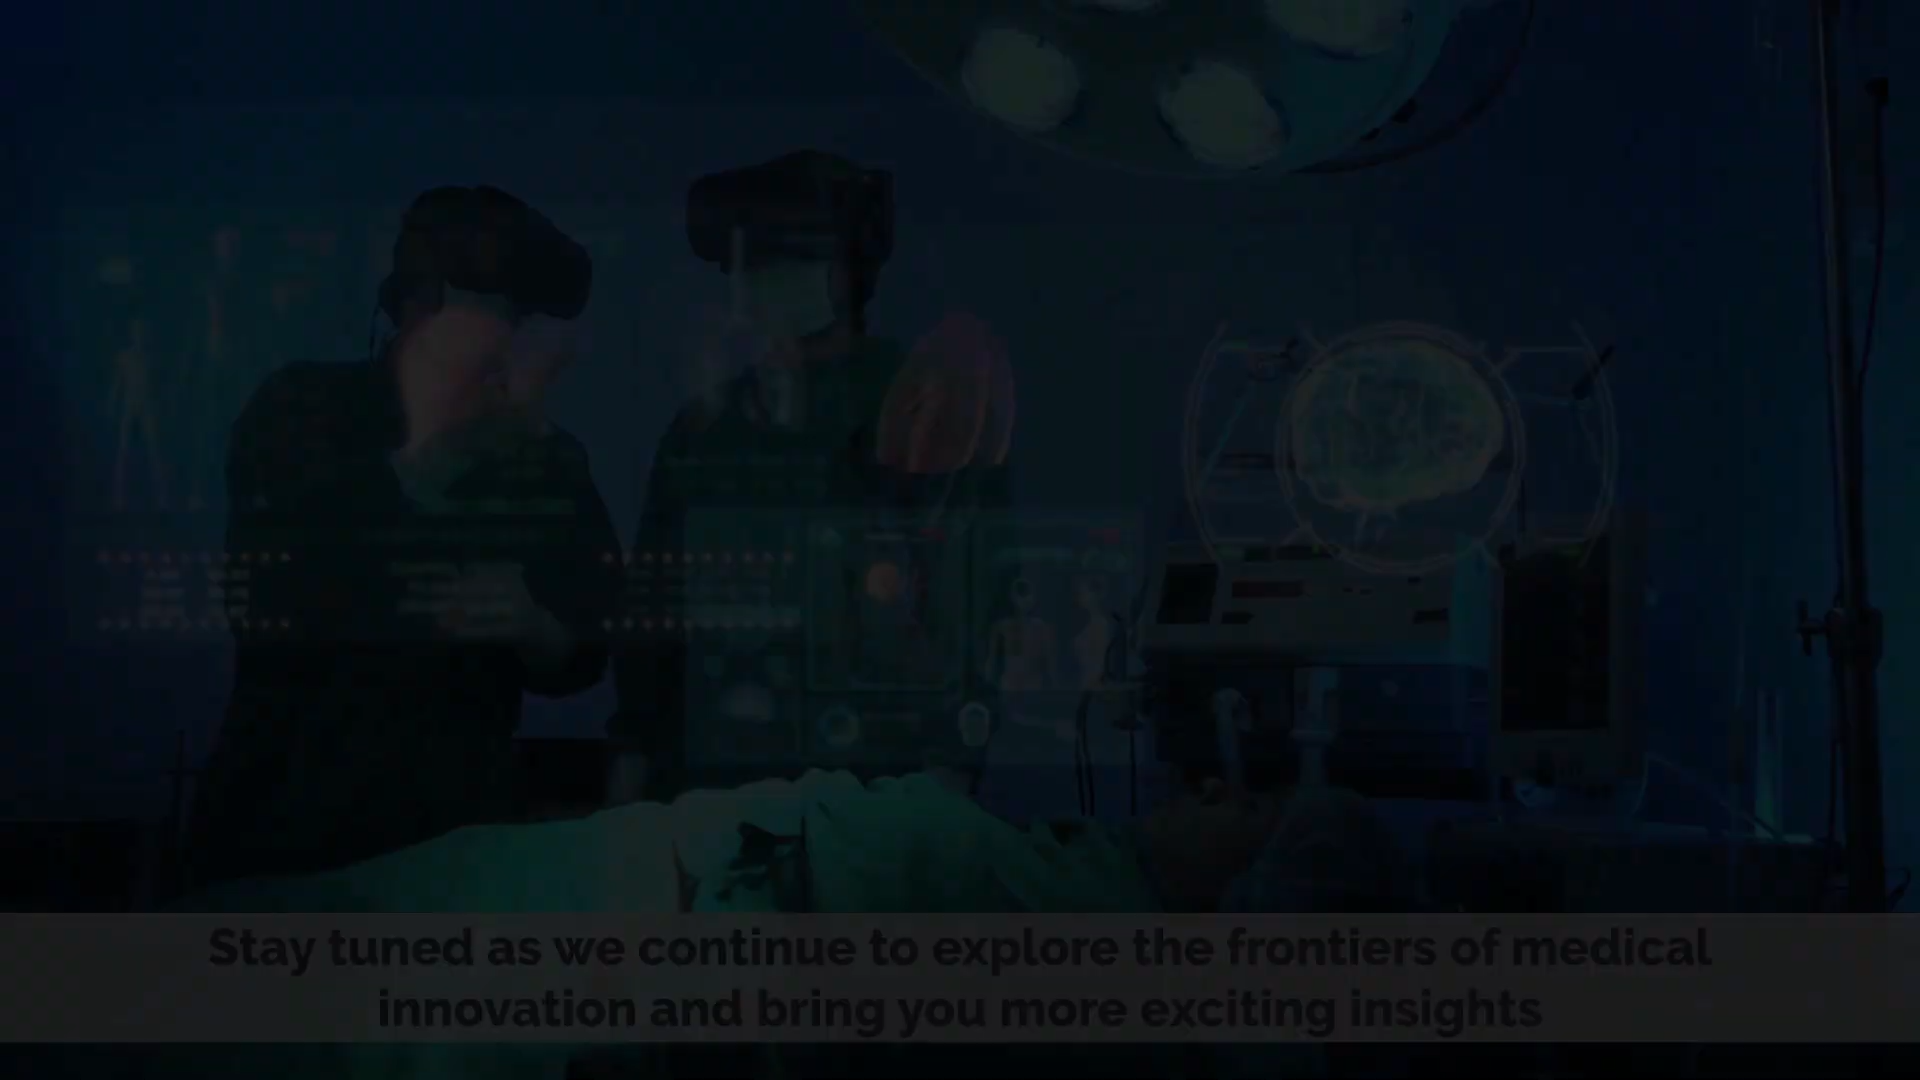 Stay tuned as we continue to explore the frontiers of medical
innovation and bring you more exciting insights